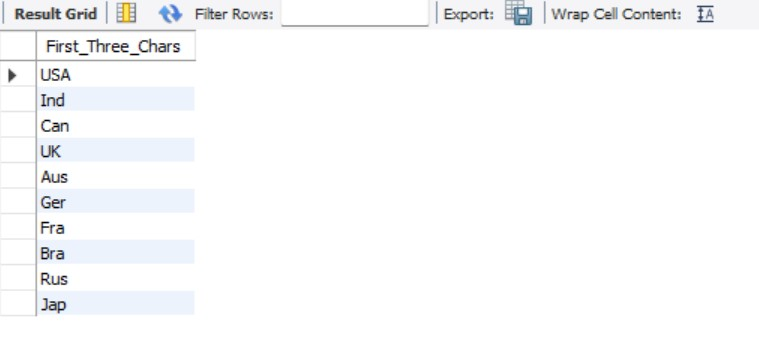 Result Grid Filter Rows: Export: Wrap Cell Content: IA
First_Three_Chars
USA
Ind
Can
UK
Aus
Ger
Fra
Bra
Rus
Jap